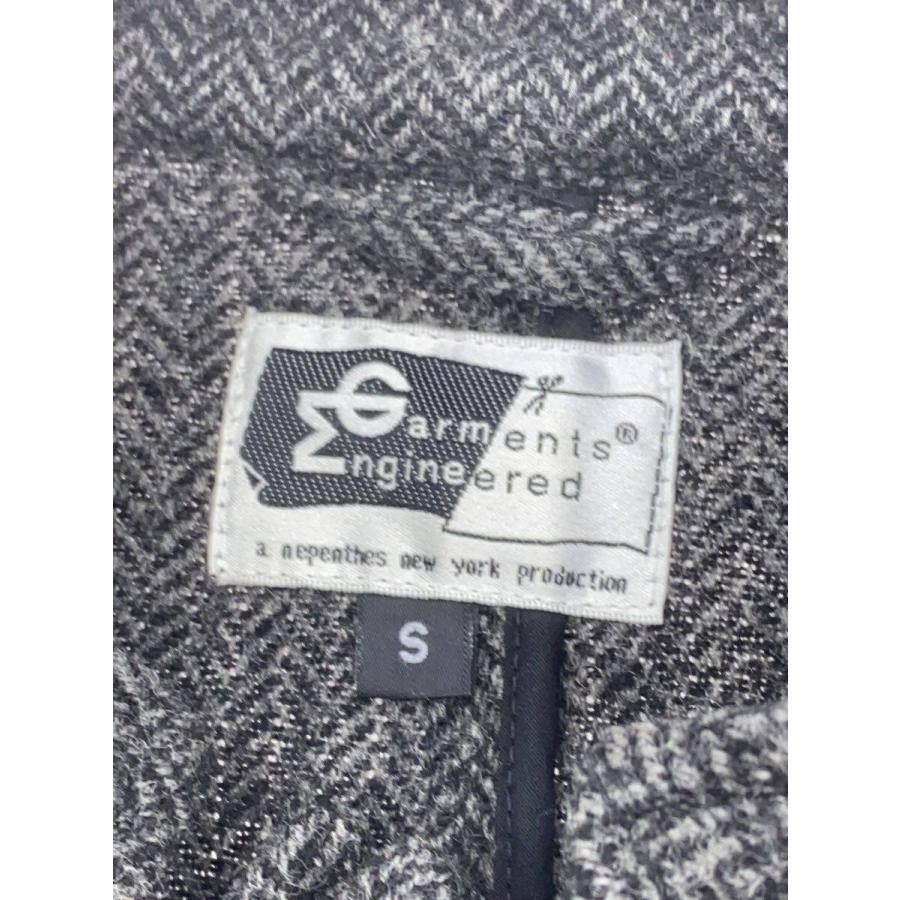 Garments®
Engineered
a nepenthes new york production
S